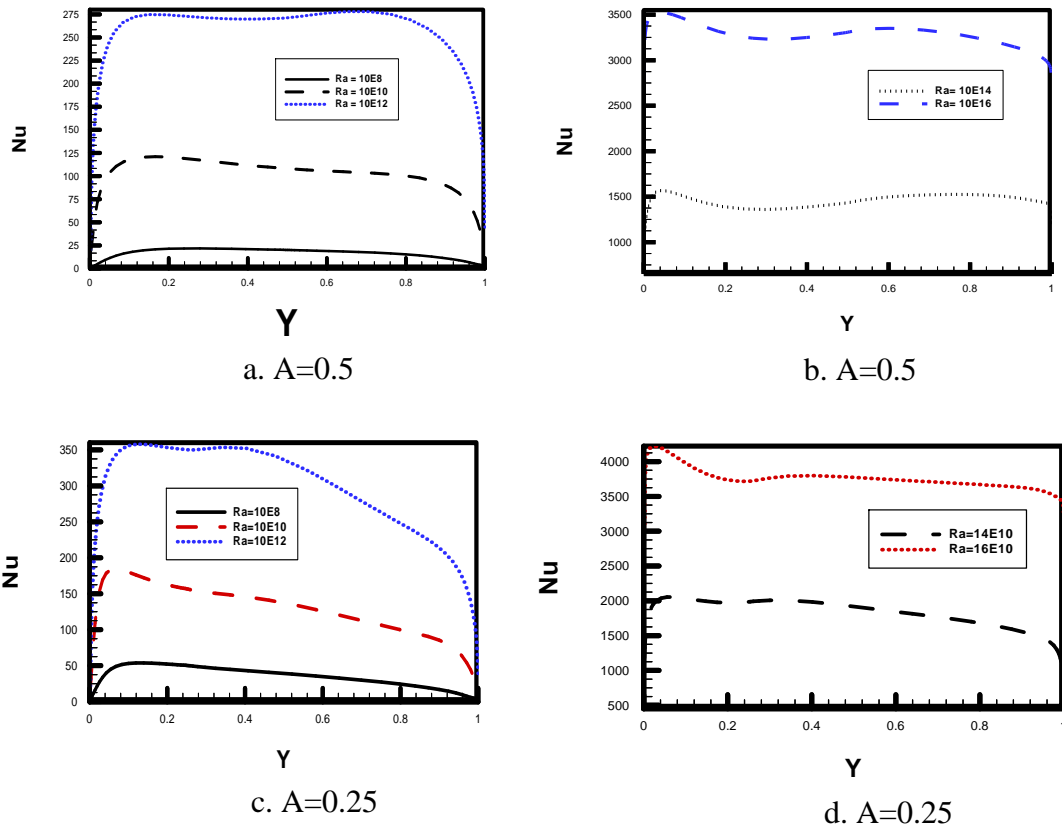 275
250
225
200
175
150
125
100
75
50
25
0
Nu
Ra = 10E8
Ra = 10E10
Ra = 10E12
0 0.2 0.4 0.6 0.8 1
Y
a. A=0.5
3500
3000
2500
2000
1500
1000
Nu
Ra= 10E14
Ra= 10E16
0 0.2 0.4 0.6 0.8 1
Y
b. A=0.5
350
300
250
200
150
100
50
0
Nu
Ra=10E8
Ra=10E10
Ra=10E12
0 0.2 0.4 0.6 0.8 1
Y
c. A=0.25
4000
3500
3000
2500
2000
1500
1000
500
Nu
Ra=14E10
Ra=16E10
0 0.2 0.4 0.6 0.8 1
Y
d. A=0.25